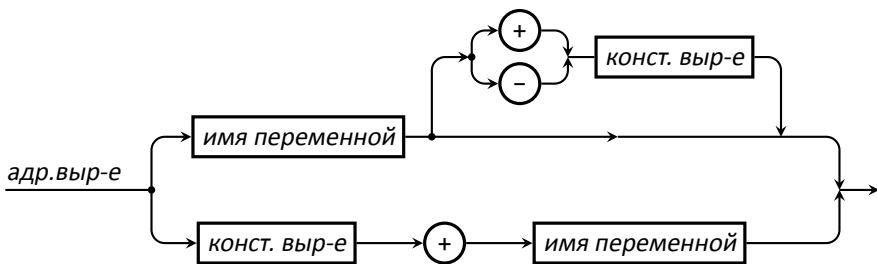 +
конст. выр-е
−
имя переменной
адр.выр-е
конст. выр-е
+
имя переменной